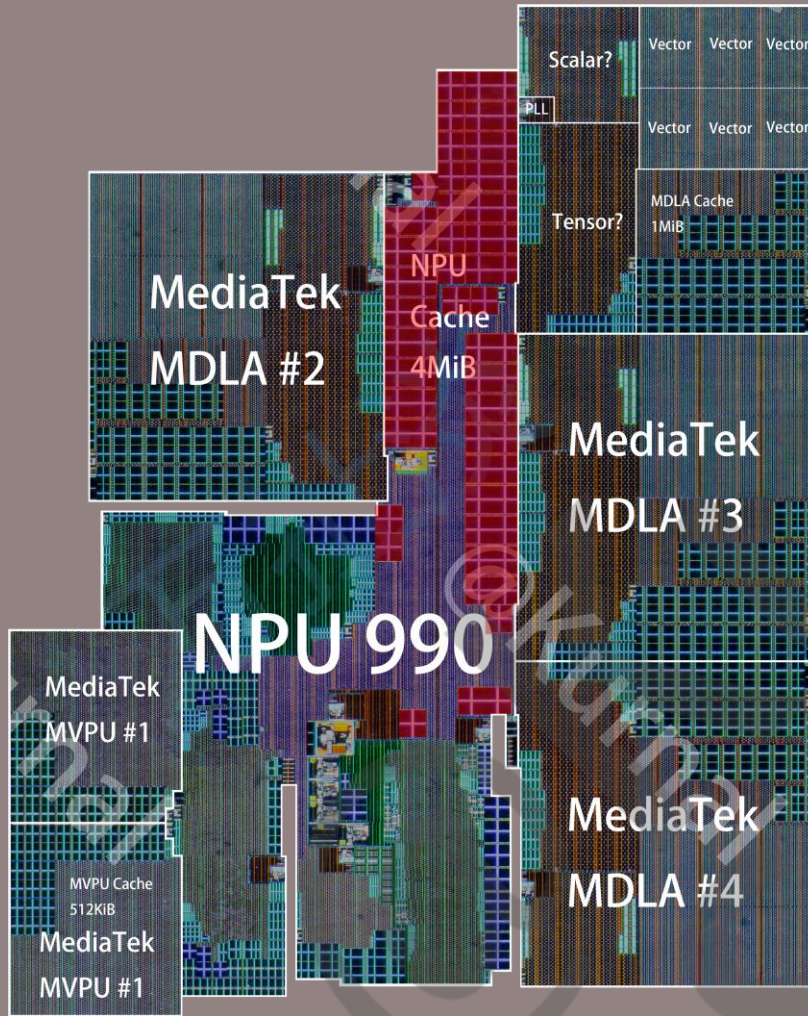 Scalar?
Vector Vector Vector
PLL
Vector Vector Vector
Tensor?
MDLA Cache
1MiB
MediaTek
MDLA #2
NPU
Cache
4MiB
MediaTek
MDLA #3
NPU 990
@Kurnal
MediaTek
MVPU #1
MediaTek
MDLA #4
MVPU Cache
512KiB
MediaTek
MVPU #1